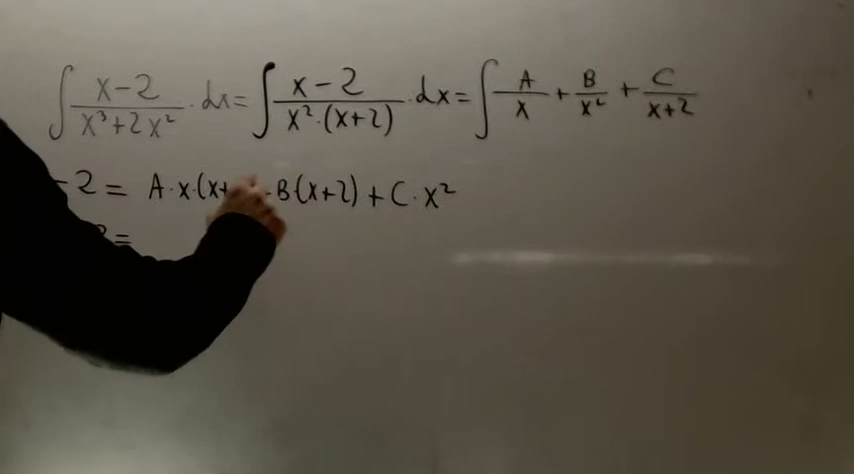 ∫ x-2 / x³+2x² · dx = ∫ x-2 / x²·(x+2) · dx = ∫ A/x + B/x² + C/x+2
-2 = A·x·(x+ B(x+2) + C·x²
=